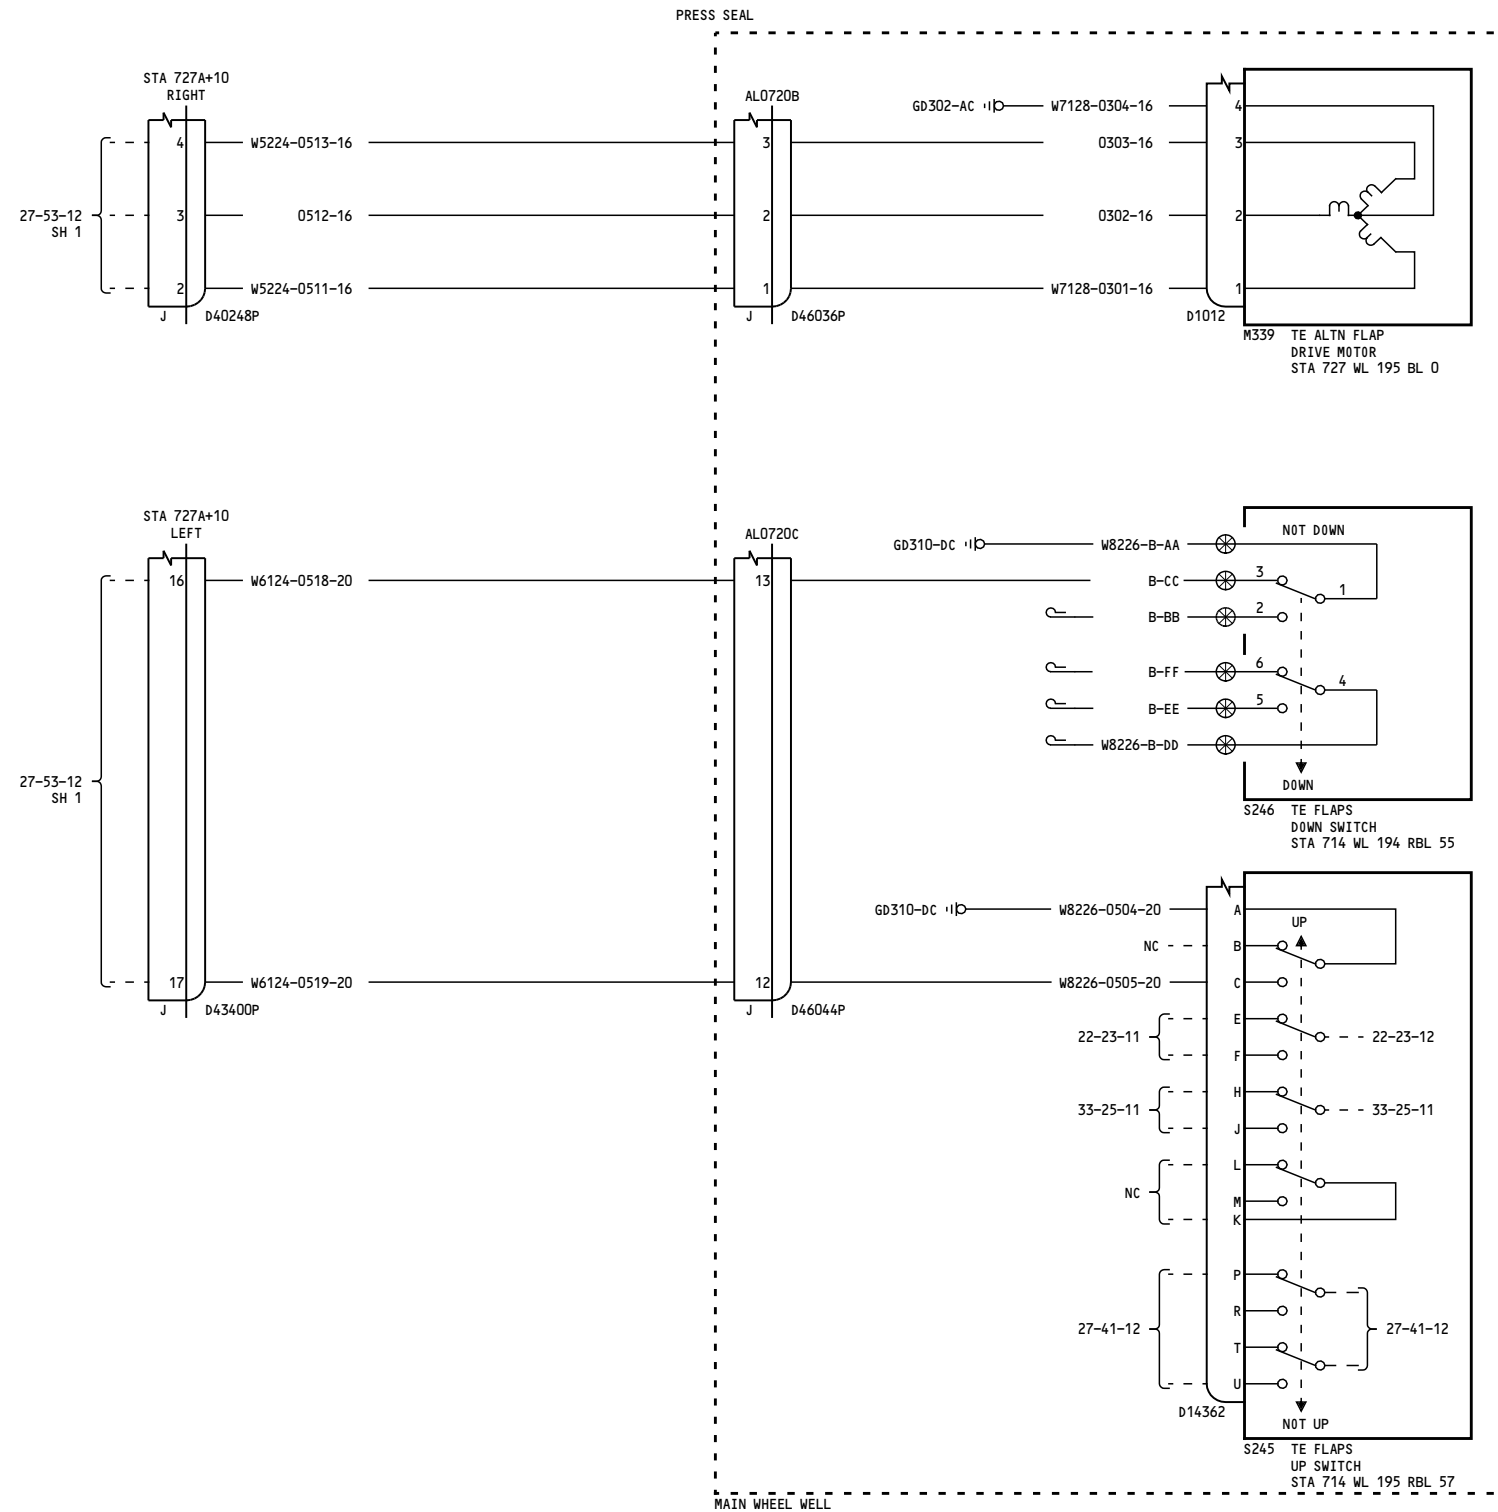 PRESS SEAL
STA 727A+10
RIGHT
AL0720B
GD302-AC
W7128-0304-16
4
4
W5224-0513-16
3
0303-16
3
27-53-12
SH 1
3
0512-16
2
0302-16
2
2
W5224-0511-16
1
W7128-0301-16
1
J
D40248P
J
D46036P
D1012
M339
TE ALTN FLAP
DRIVE MOTOR
STA 727 WL 195 BL 0
STA 727A+10
LEFT
AL0720C
GD310-DC
W8226-B-AA
NOT DOWN
16
W6124-0518-20
13
B-CC
3
1
B-BB
2
B-FF
6
4
B-EE
5
W8226-B-DD
DOWN
27-53-12
SH 1
S246
TE FLAPS
DOWN SWITCH
STA 714 WL 194 RBL 55
GD310-DC
W8226-0504-20
A
UP
NC
B
17
W6124-0519-20
12
W8226-0505-20
C
J
D43400P
J
D46044P
22-23-11
E
F
22-23-12
33-25-11
H
J
33-25-11
NC
L
M
K
27-41-12
P
R
T
U
27-41-12
D14362
NOT UP
S245
TE FLAPS
UP SWITCH
STA 714 WL 195 RBL 57
MAIN WHEEL WELL